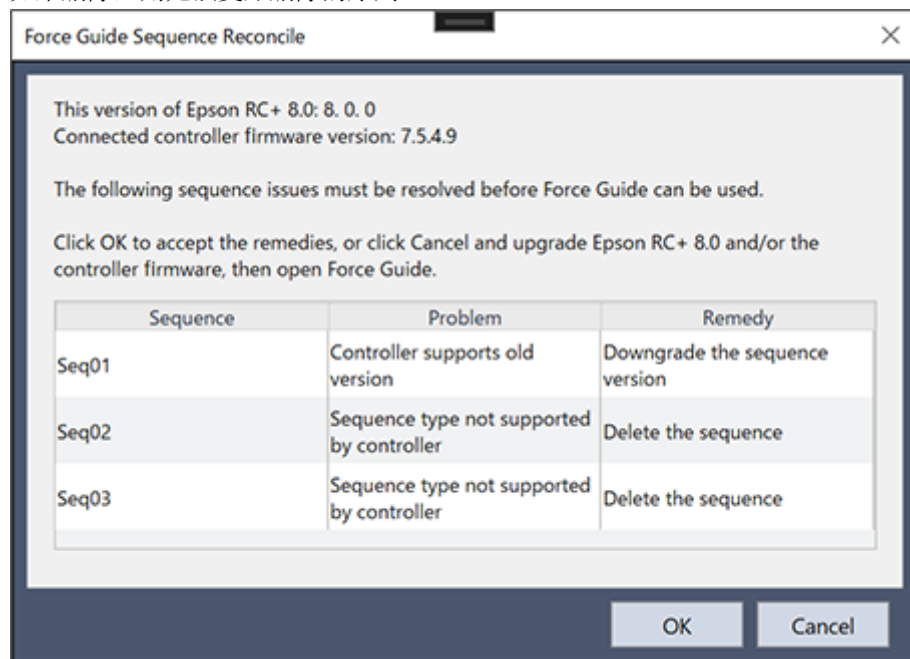 Force Guide Sequence Reconcile
This version of Epson RC+ 8.0: 8. 0. 0
Connected controller firmware version: 7.5.4.9
The following sequence issues must be resolved before Force Guide can be used.
Click OK to accept the remedies, or click Cancel and upgrade Epson RC+ 8.0 and/or the
controller firmware, then open Force Guide.
Sequence Problem Remedy
Seq01 Controller supports old version Downgrade the sequence version
Seq02 Sequence type not supported by controller Delete the sequence
Seq03 Sequence type not supported by controller Delete the sequence
OK Cancel